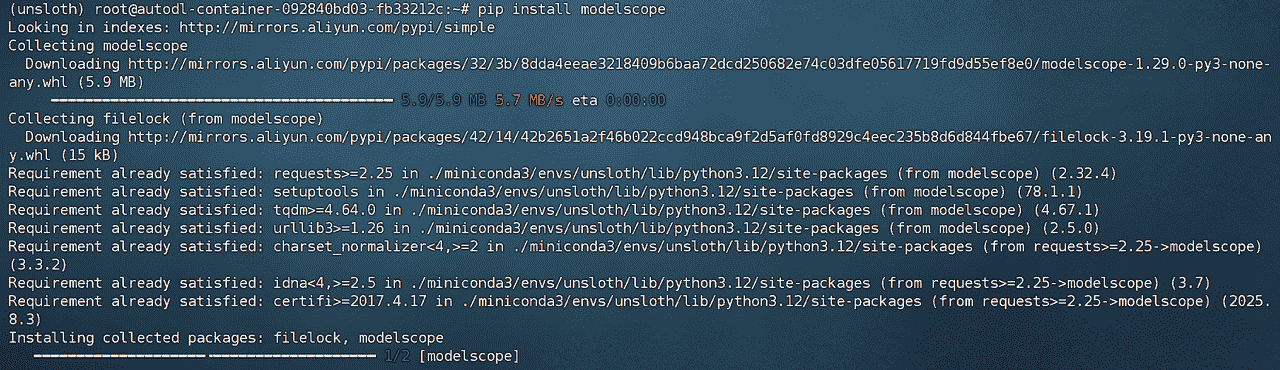 (unsloth) root@autodl-container-092840bd03-fb33212c:~# pip install modelscope
Looking in indexes: http://mirrors.aliyun.com/pypi/simple
Collecting modelscope
  Downloading http://mirrors.aliyun.com/pypi/packages/32/3b/8dda4eeae3218409b6baa72dcd250682e74c03dfe05617719fd9d55ef8e0/modelscope-1.29.0-py3-none-
any.whl (5.9 MB)
5.9/5.9 MB 5.7 MB/s eta 0:00:00
Collecting filelock (from modelscope)
  Downloading http://mirrors.aliyun.com/pypi/packages/42/14/42b2651a2f46b022ccd948bca9f2d5af0fd8929c4eec235b8d6d844fbe67/filelock-3.19.1-py3-none-an
y.whl (15 kB)
Requirement already satisfied: requests>=2.25 in ./miniconda3/envs/unsloth/lib/python3.12/site-packages (from modelscope) (2.32.4)
Requirement already satisfied: setuptools in ./miniconda3/envs/unsloth/lib/python3.12/site-packages (from modelscope) (78.1.1)
Requirement already satisfied: tqdm>=4.64.0 in ./miniconda3/envs/unsloth/lib/python3.12/site-packages (from modelscope) (4.67.1)
Requirement already satisfied: urllib3>=1.26 in ./miniconda3/envs/unsloth/lib/python3.12/site-packages (from modelscope) (2.5.0)
Requirement already satisfied: charset_normalizer<4,>=2 in ./miniconda3/envs/unsloth/lib/python3.12/site-packages (from requests>=2.25->modelscope)
(3.3.2)
Requirement already satisfied: idna<4,>=2.5 in ./miniconda3/envs/unsloth/lib/python3.12/site-packages (from requests>=2.25->modelscope) (3.7)
Requirement already satisfied: certifi>=2017.4.17 in ./miniconda3/envs/unsloth/lib/python3.12/site-packages (from requests>=2.25->modelscope) (2025.
8.3)
Installing collected packages: filelock, modelscope
1/2 [modelscope]